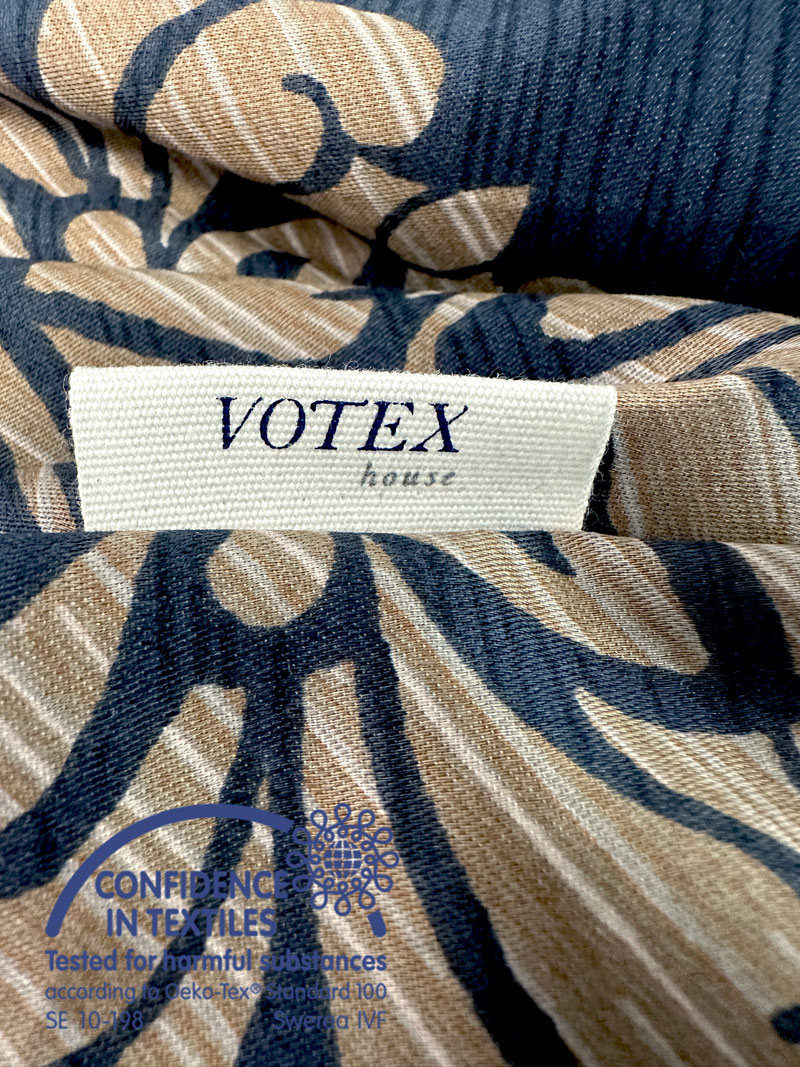 VOTEX
house
CONFIDENCE
IN TEXTILES
Tested for harmful substances
according to Oeko-Tex® Standard 100
SE 10-198 Swerea IVF